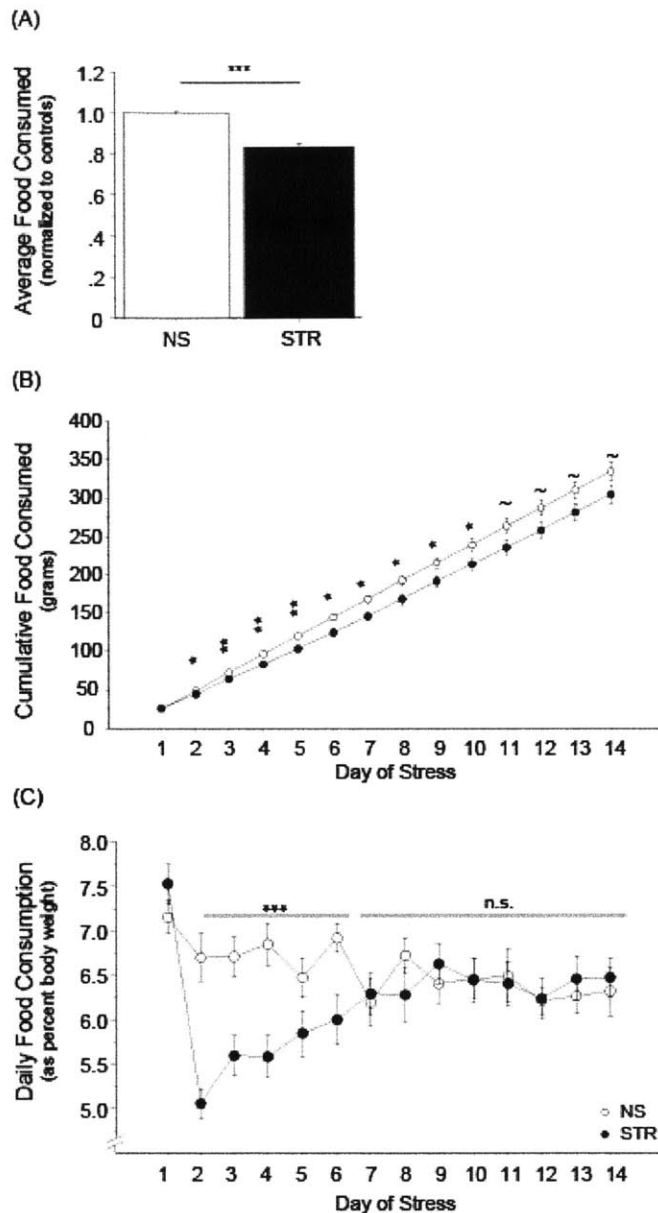 (A)
***
Average Food Consumed
(normalized to controls)
1.2
1.0
.8
.6
.4
.2
0
NS
STR
(B)
Cumulative Food Consumed
(grams)
400
350
300
250
200
150
100
50
0
* ** ** ** * * * * * ~ ~ ~ ~
1 2 3 4 5 6 7 8 9 10 11 12 13 14
Day of Stress
(C)
Daily Food Consumption
(as percent body weight)
8.0
7.5
7.0
6.5
6.0
5.5
5.0
***
n.s.
NS
STR
1 2 3 4 5 6 7 8 9 10 11 12 13 14
Day of Stress